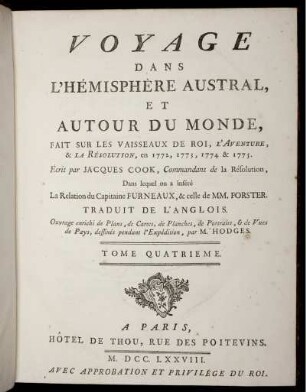 VOYAGE
DANS
L'HÉMISPHÈRE AUSTRAL,
ET
AUTOUR DU MONDE,
FAIT SUR LES VAISSEAUX DE ROI, L'AVENTURE,
& LA RÉSOLUTION, en 1772, 1773, 1774 & 1775.
Ecrit par JACQUES COOK, Commandant de la Résolution,
Dans lequel on a inséré
La Relation du Capitaine FURNEAUX, & celle de MM. FORSTER.
TRADUIT DE L'ANGLOIS.
Ouvrage enrichi de Plans, de Cartes, de Planches, de Portraits, & de Vues
de Pays, dessinés pendant l'Expédition, par M. HODGES.
TOME QUATRIEME.
A PARIS,
HÔTEL DE THOU, RUE DES POITEVINS.
M. DCC. LXXVIII.
AVEC APPROBATION ET PRIVILÉGE DU ROI.